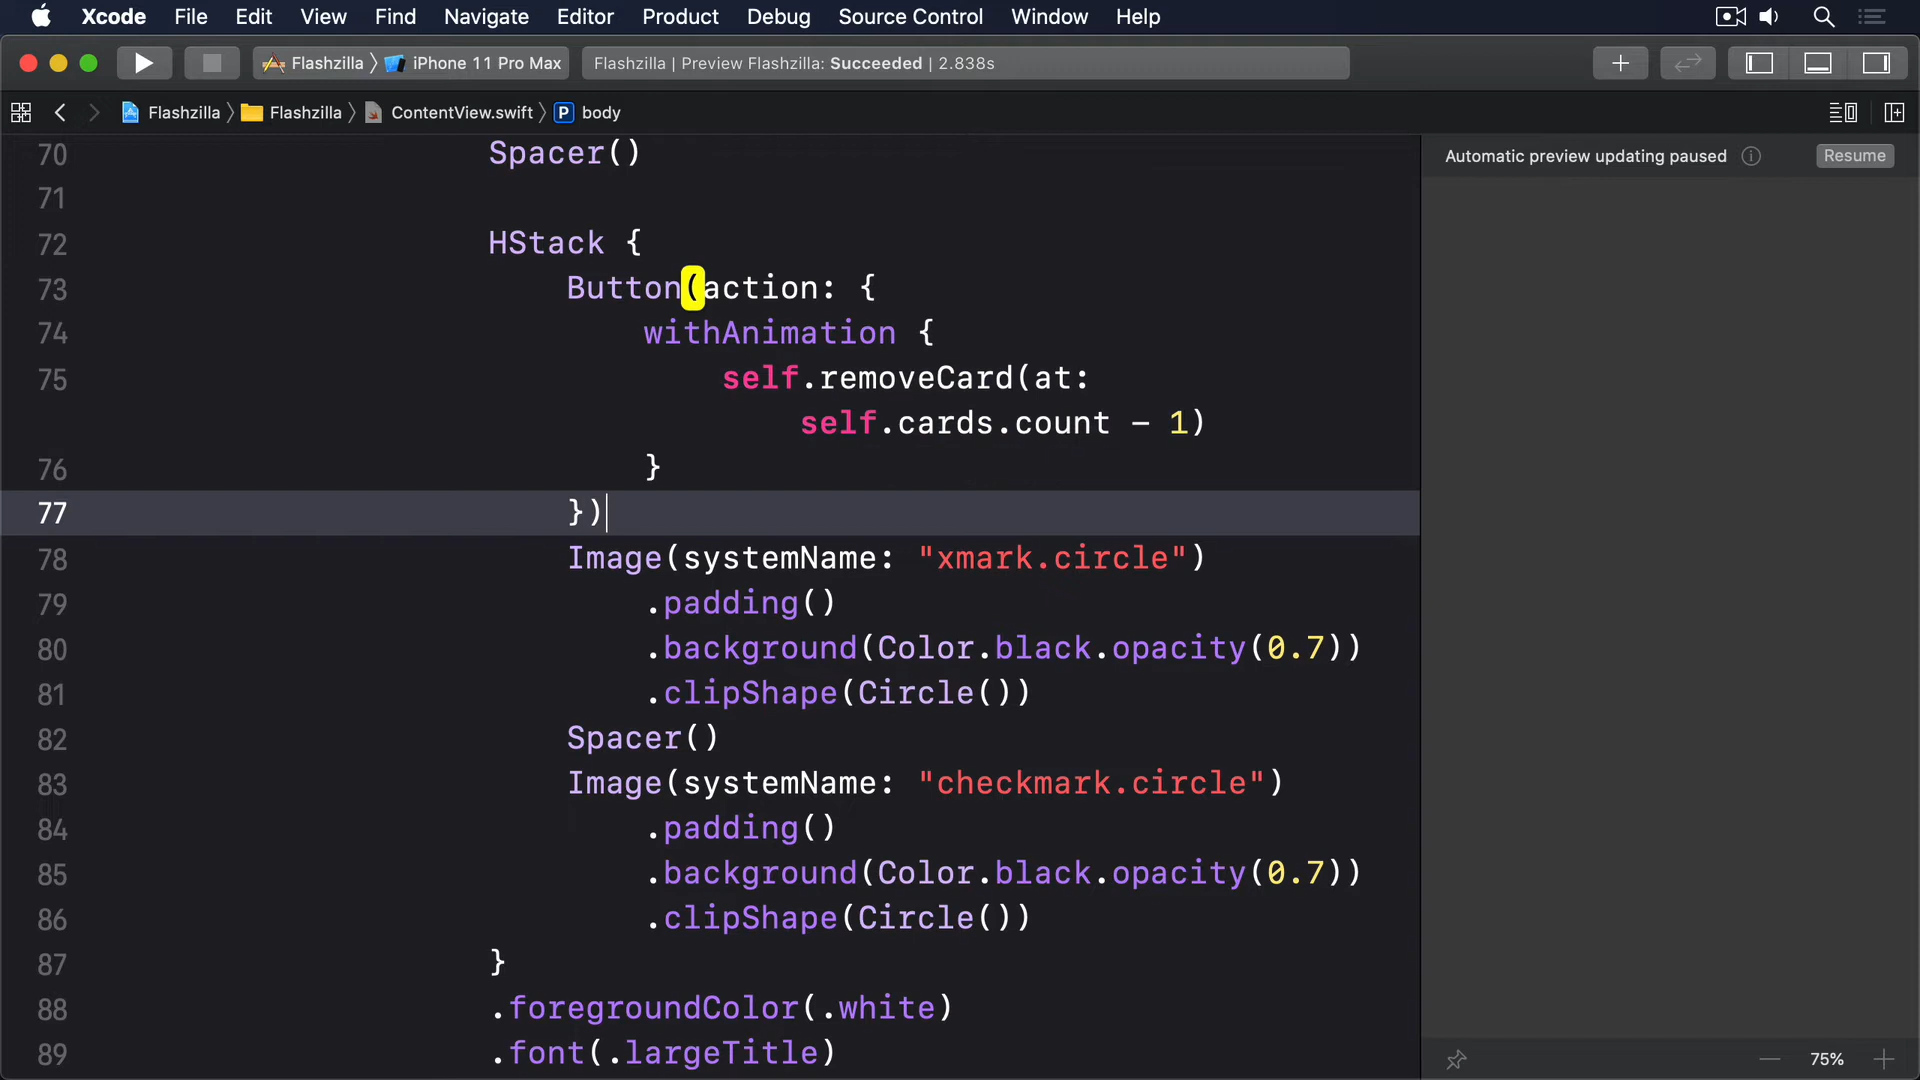 Xcode File Edit View Find Navigate Editor Product Debug Source Control Window Help
Flashzilla 〉 iPhone 11 Pro Max
Flashzilla | Preview Flashzilla: Succeeded | 2.838s
Flashzilla 〉 Flashzilla 〉 ContentView.swift 〉 P body
Automatic preview updating paused
Resume
70 Spacer()
71
72 HStack {
73 Button(action: {
74 withAnimation {
75 self.removeCard(at:
self.cards.count - 1)
76 }
77 })
78 Image(systemName: "xmark.circle")
79 .padding()
80 .background(Color.black.opacity(0.7))
81 .clipShape(Circle())
82 Spacer()
83 Image(systemName: "checkmark.circle")
84 .padding()
85 .background(Color.black.opacity(0.7))
86 .clipShape(Circle())
87 }
88 .foregroundColor(.white)
89 .font(.largeTitle)
75%